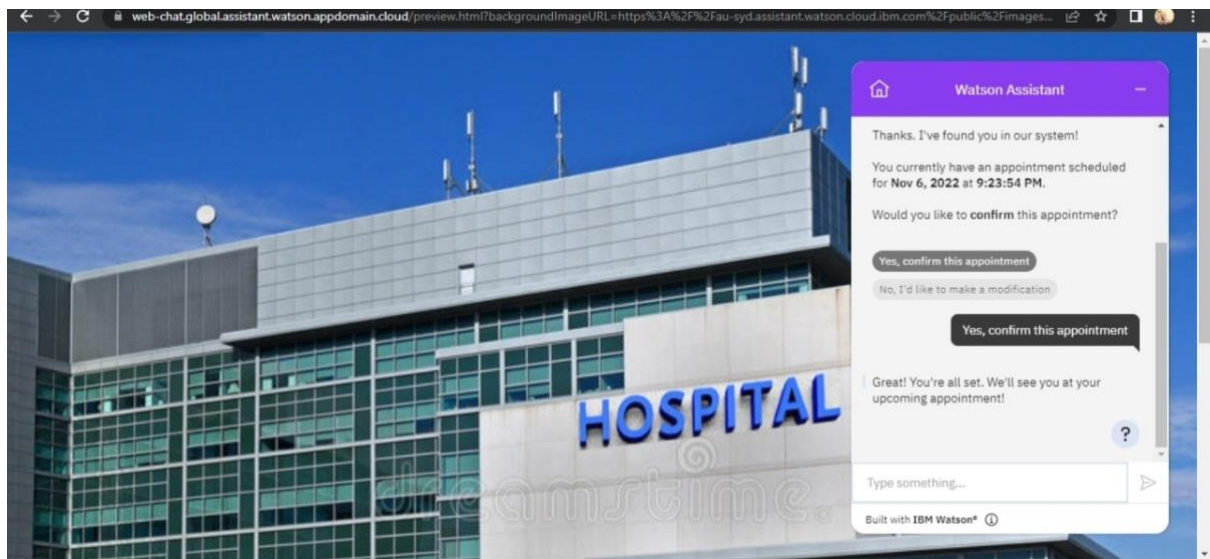 web-chat.global.assistant.watson.appdomain.cloud/preview.html?backgroundImageURL=https%3A%2F%2Fau-syd.assistant.watson.cloud.ibm.com%2Fpublic%2Fimages...
Watson Assistant
Thanks. I've found you in our system!
You currently have an appointment scheduled
for Nov 6, 2022 at 9:23:54 PM.
Would you like to confirm this appointment?
Yes, confirm this appointment
No, I'd like to make a modification
Yes, confirm this appointment
Great! You're all set. We'll see you at your
upcoming appointment!
?
Type something...
Built with IBM Watson®
HOSPITAL
dreamstime